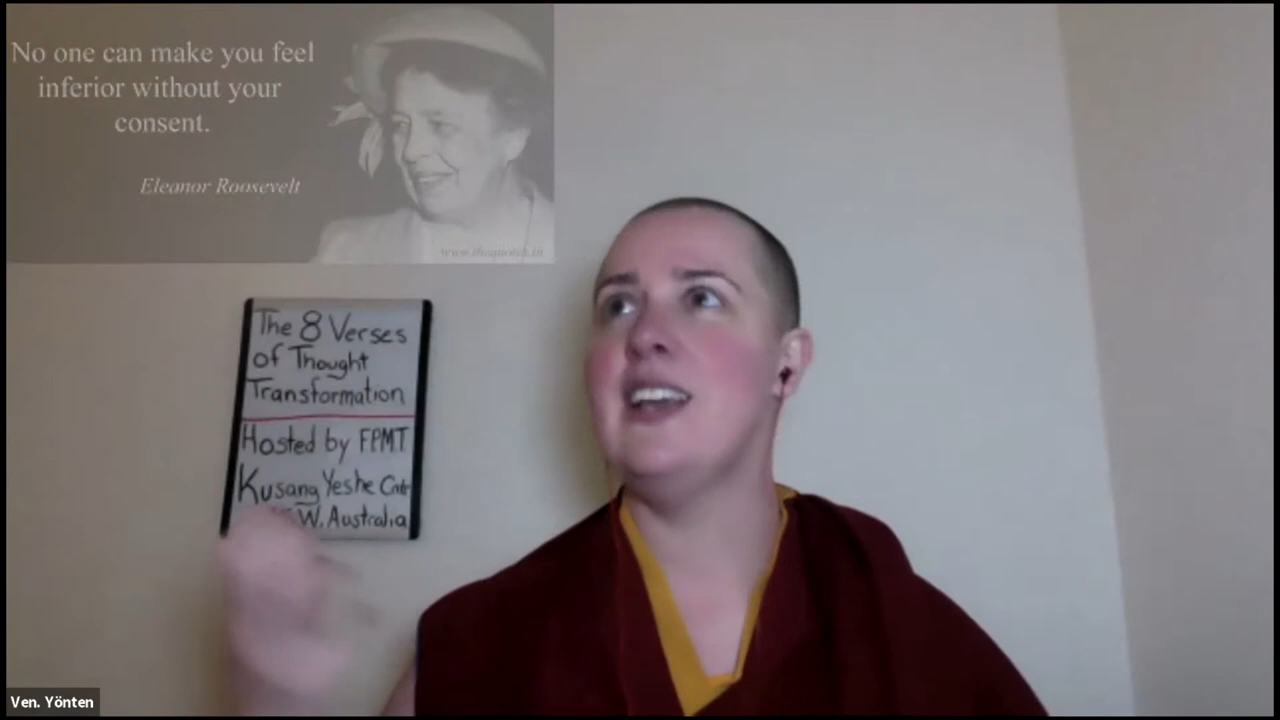 No one can make you feel
inferior without your
consent.
Eleanor Roosevelt
The 8 Verses
of Thought
Transformation
Hosted by FPMT
Kusang Yeshe Cntr
W. Australia
Ven. Yönten